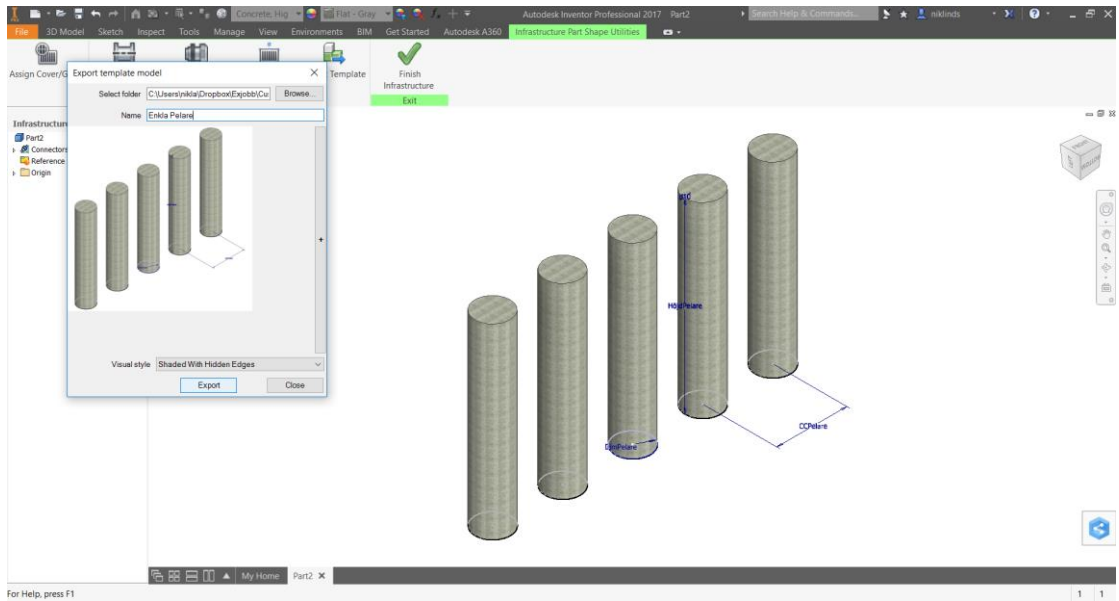 Concrete, Hig
Flat - Gray
Autodesk Inventor Professional 2017 Part2
Search Help & Commands...
niklinds
File 3D Model Sketch Inspect Tools Manage View Environments BIM Get Started Autodesk A360 Infrastructure Part Shape Utilities
Assign Cover/G
Template
Finish
Infrastructure
Exit
Export template model
Select folder C:\Users\nikla\Dropbox\Exjobb\Cu Browse...
Name Enkla Pelare
Visual style Shaded With Hidden Edges
Export Close
Infrastructure
Part2
Connectors
Reference
Origin
HöjdPelare
CCPelare
DimPelare
My Home Part2
For Help, press F1
1 1